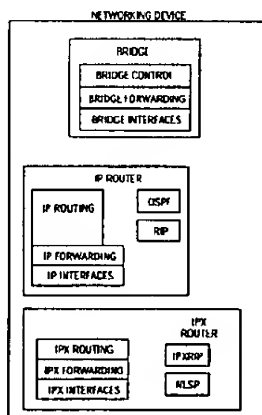 NETWORKING DEVICE
BRIDGE
BRIDGE CONTROL
BRIDGE FORWARDING
BRIDGE INTERFACES
IP ROUTER
IP ROUTING
OSPF
RIP
IP FORWARDING
IP INTERFACES
IPX
ROUTER
IPX ROUTING
IPXRIP
IPX FORWARDING
NLSP
IPX INTERFACES